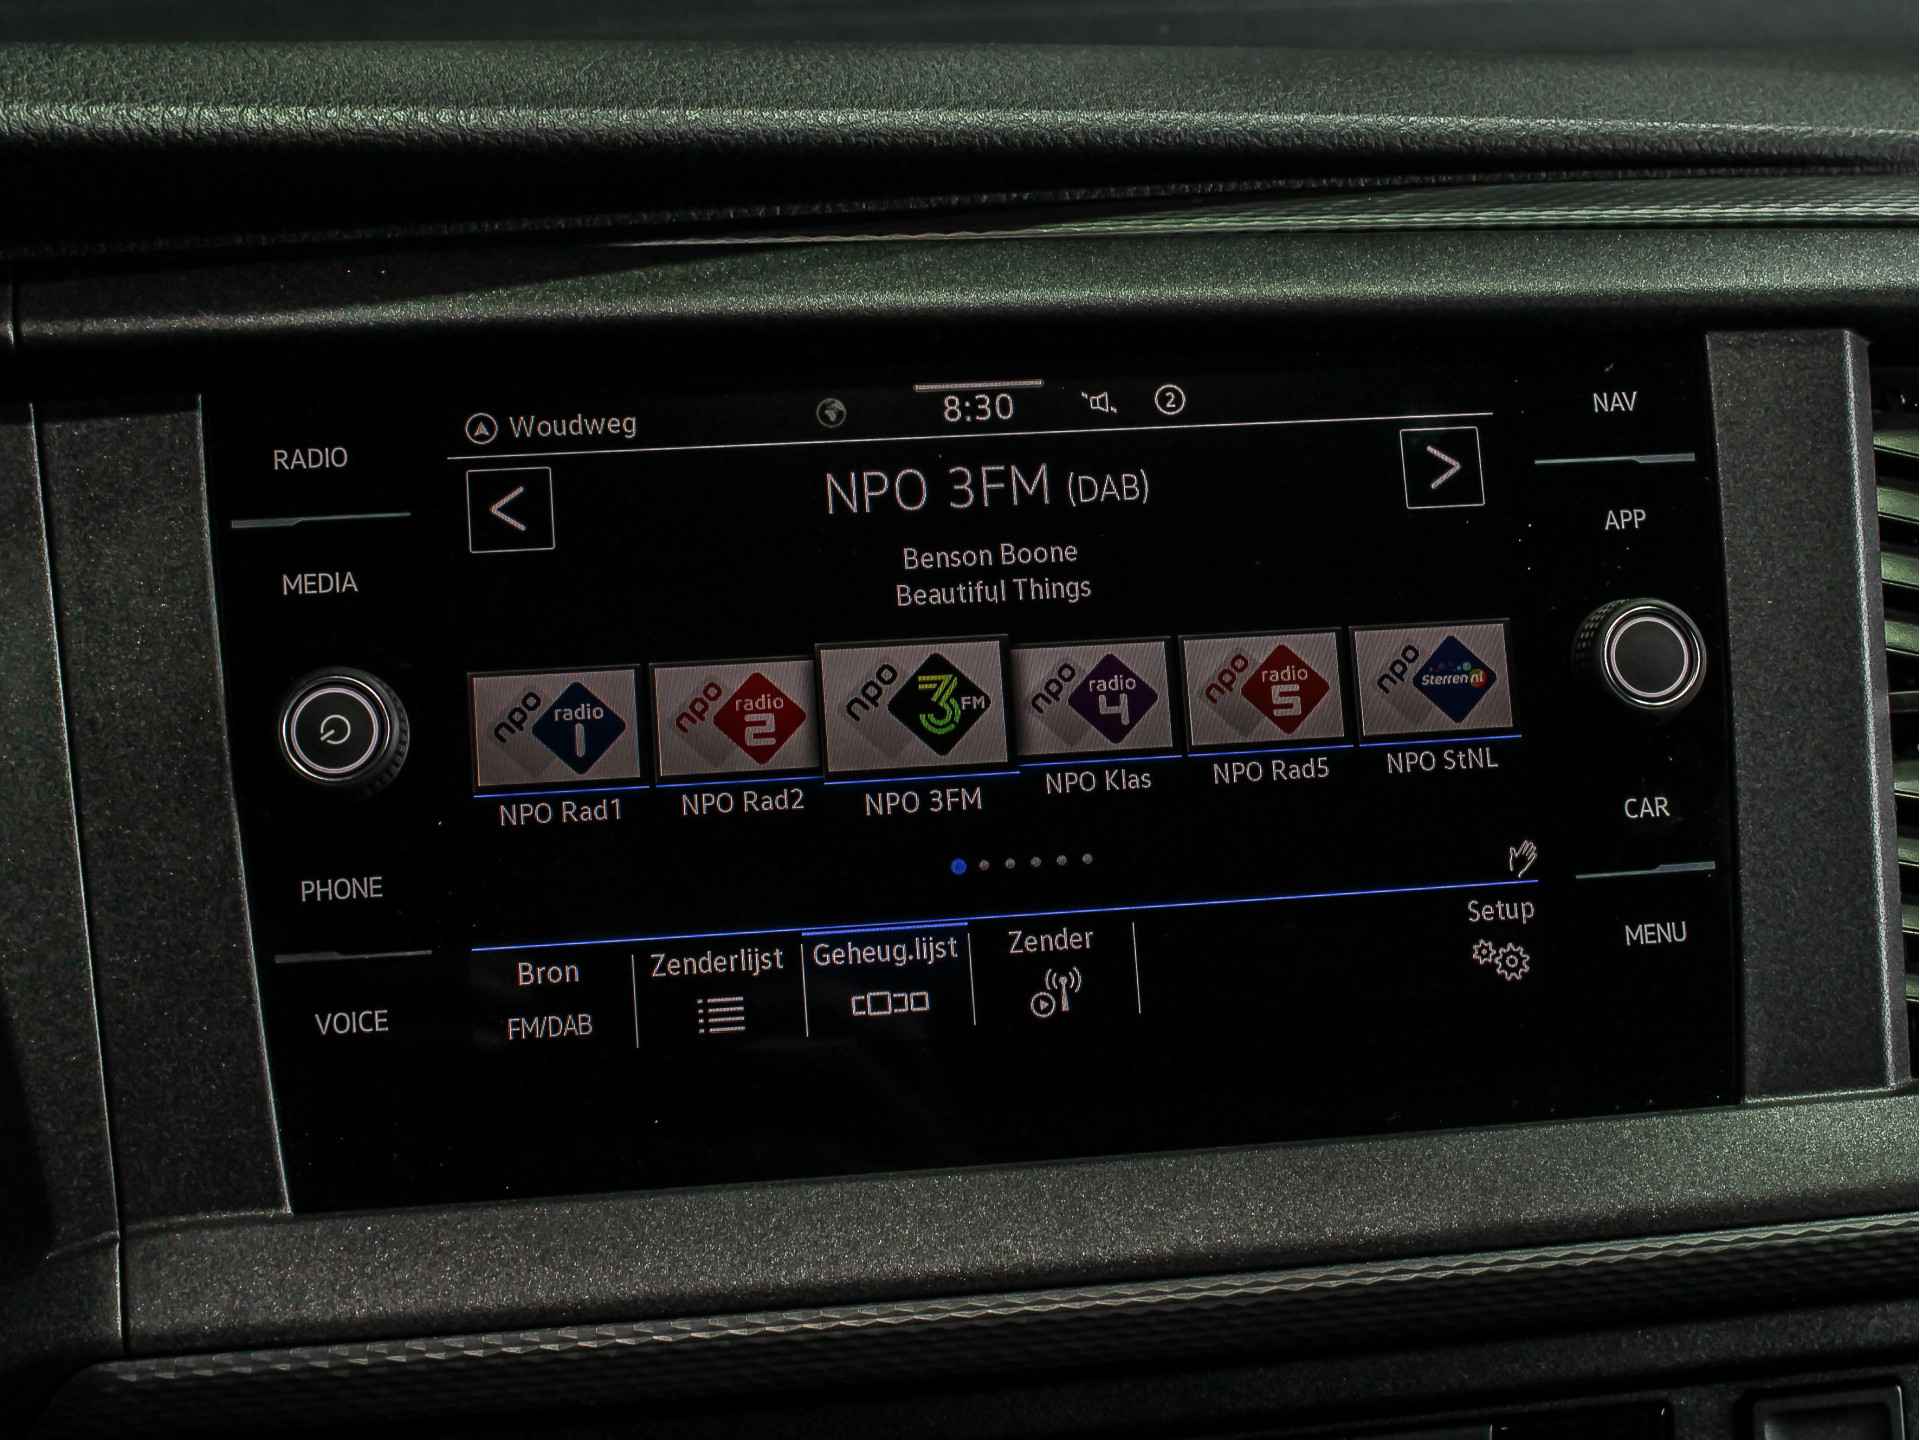 Woudweg
8:30
2
RADIO
MEDIA
PHONE
VOICE
NAV
APP
CAR
MENU
<
NPO 3FM (DAB)
>
Benson Boone
Beautiful Things
npo radio 1
npo radio 2
npo 3FM
npo radio 4
npo radio 5
npo Sterren nl
NPO Rad1
NPO Rad2
NPO 3FM
NPO Klas
NPO Rad5
NPO StNL
Bron
FM/DAB
Zenderlijst
Geheug.lijst
Zender
Setup